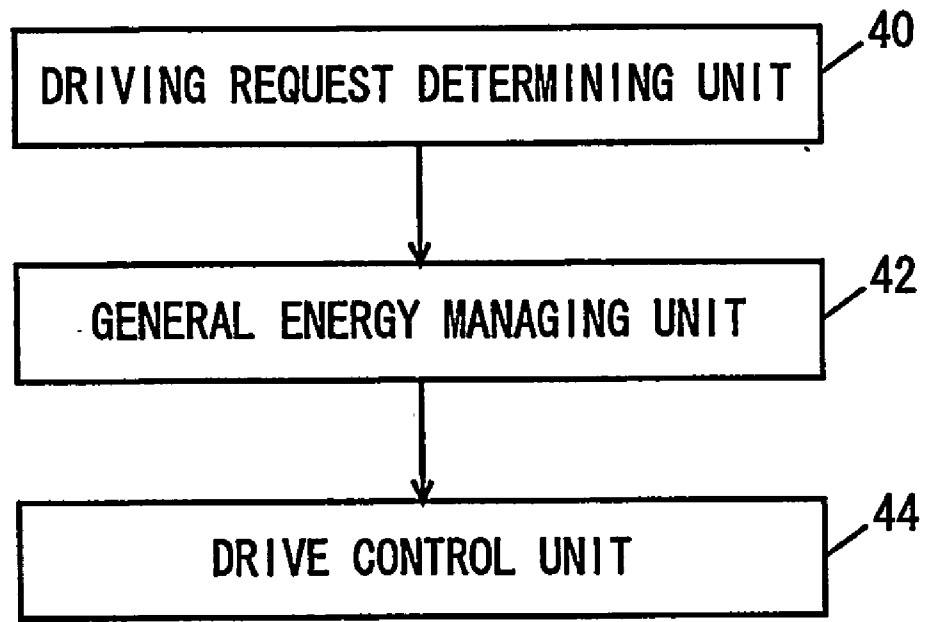 40
DRIVING REQUEST DETERMINING UNIT
42
GENERAL ENERGY MANAGING UNIT
44
DRIVE CONTROL UNIT